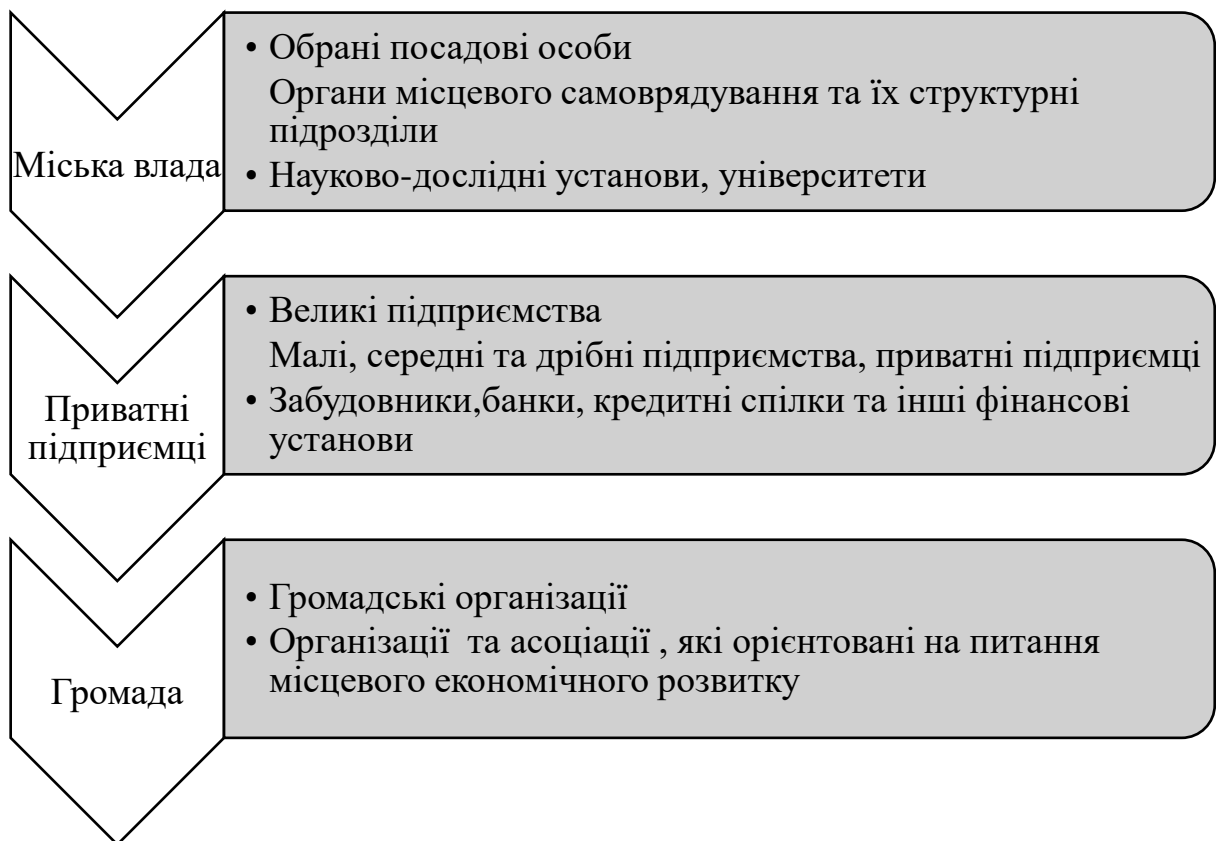 Міська влада
• Обрані посадові особи
Органи місцевого самоврядування та їх структурні
підрозділи
• Науково-дослідні установи, університети
Приватні
підприємці
• Великі підприємства
Малі, середні та дрібні підприємства, приватні підприємці
• Забудовники,банки, кредитні спілки та інші фінансові
установи
Громада
• Громадські організації
• Організації  та асоціації , які орієнтовані на питання
місцевого економічного розвитку